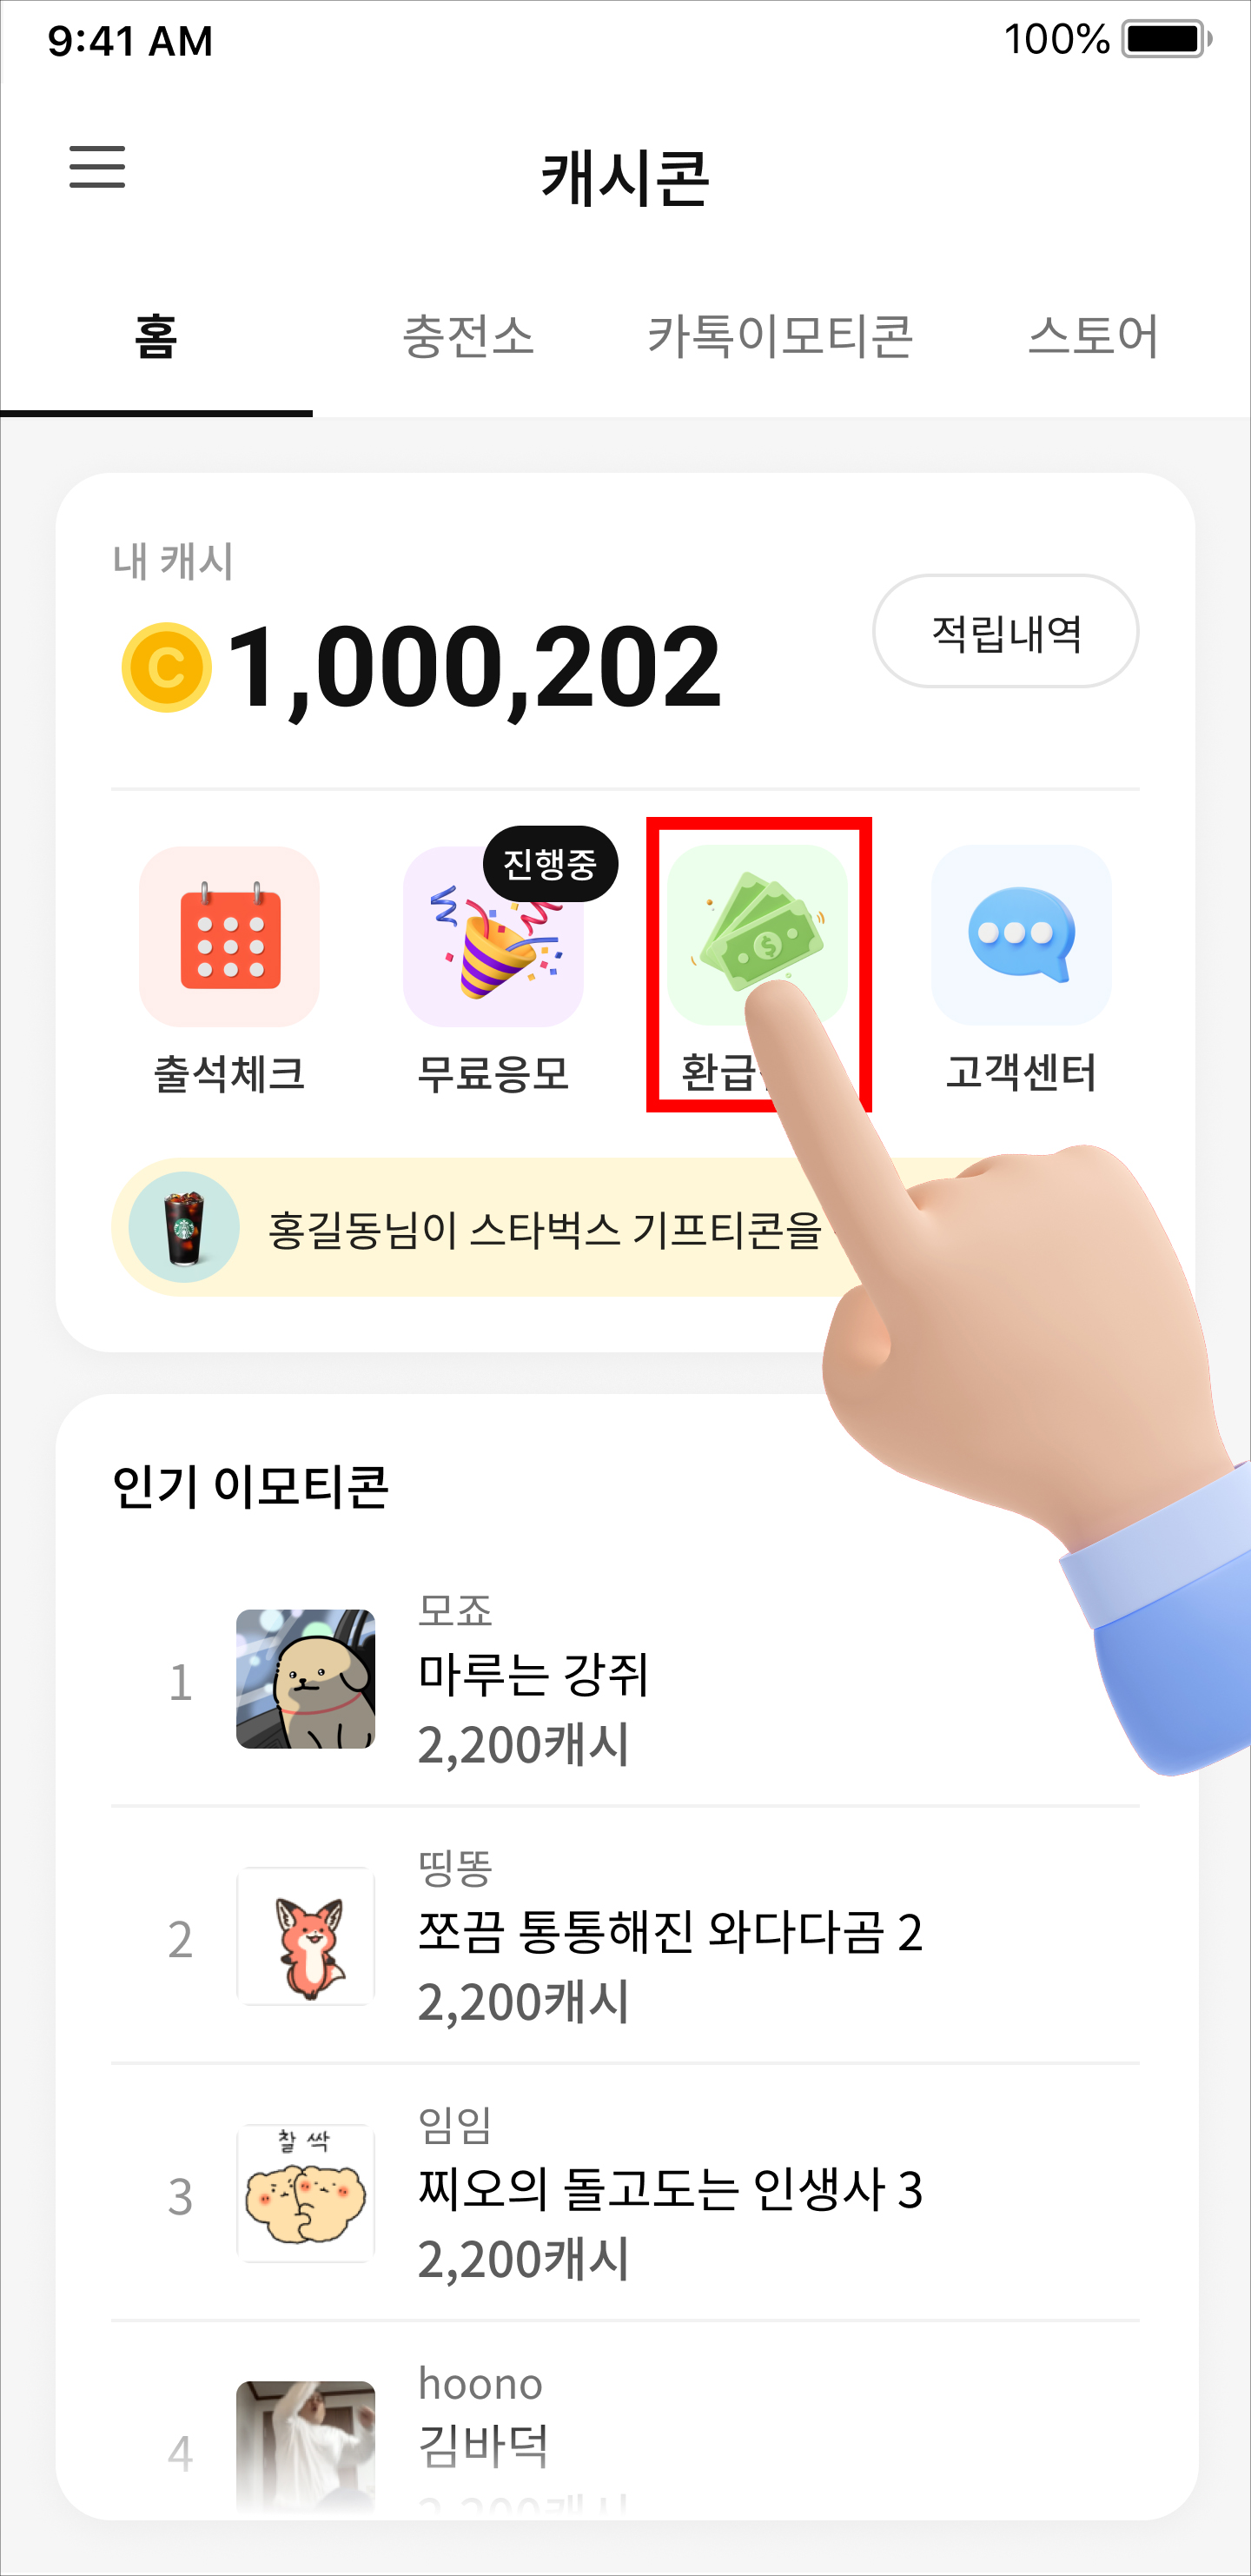 9:41 AM
100%
캐시콘
홈
충전소
카톡이모티콘
스토어
내 캐시
C 1,000,202
적립내역
진행중
출석체크
무료응모
환급
고객센터
홍길동님이 스타벅스 기프티콘을
인기 이모티콘
1
모죠
마루는 강쥐
2,200캐시
2
띵똥
쪼끔 통통해진 와다다곰 2
2,200캐시
3
찰 싹
임임
찌오의 돌고도는 인생사 3
2,200캐시
4
hoono
김바덕
2,200캐시